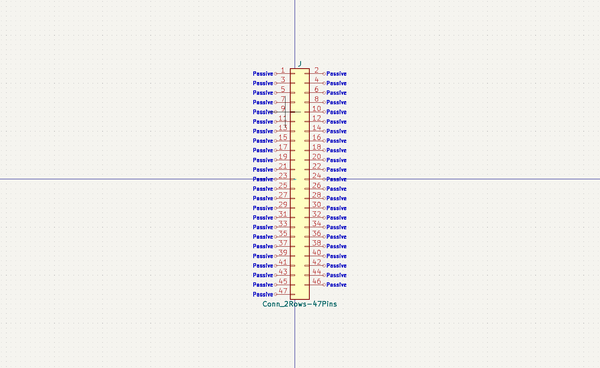 J
Passive 1 2 Passive
Passive 3 4 Passive
Passive 5 6 Passive
Passive 7 8 Passive
Passive 9 10 Passive
Passive 11 12 Passive
Passive 13 14 Passive
Passive 15 16 Passive
Passive 17 18 Passive
Passive 19 20 Passive
Passive 21 22 Passive
Passive 23 24 Passive
Passive 25 26 Passive
Passive 27 28 Passive
Passive 29 30 Passive
Passive 31 32 Passive
Passive 33 34 Passive
Passive 35 36 Passive
Passive 37 38 Passive
Passive 39 40 Passive
Passive 41 42 Passive
Passive 43 44 Passive
Passive 45 46 Passive
Passive 47
Conn_2Rows-47Pins